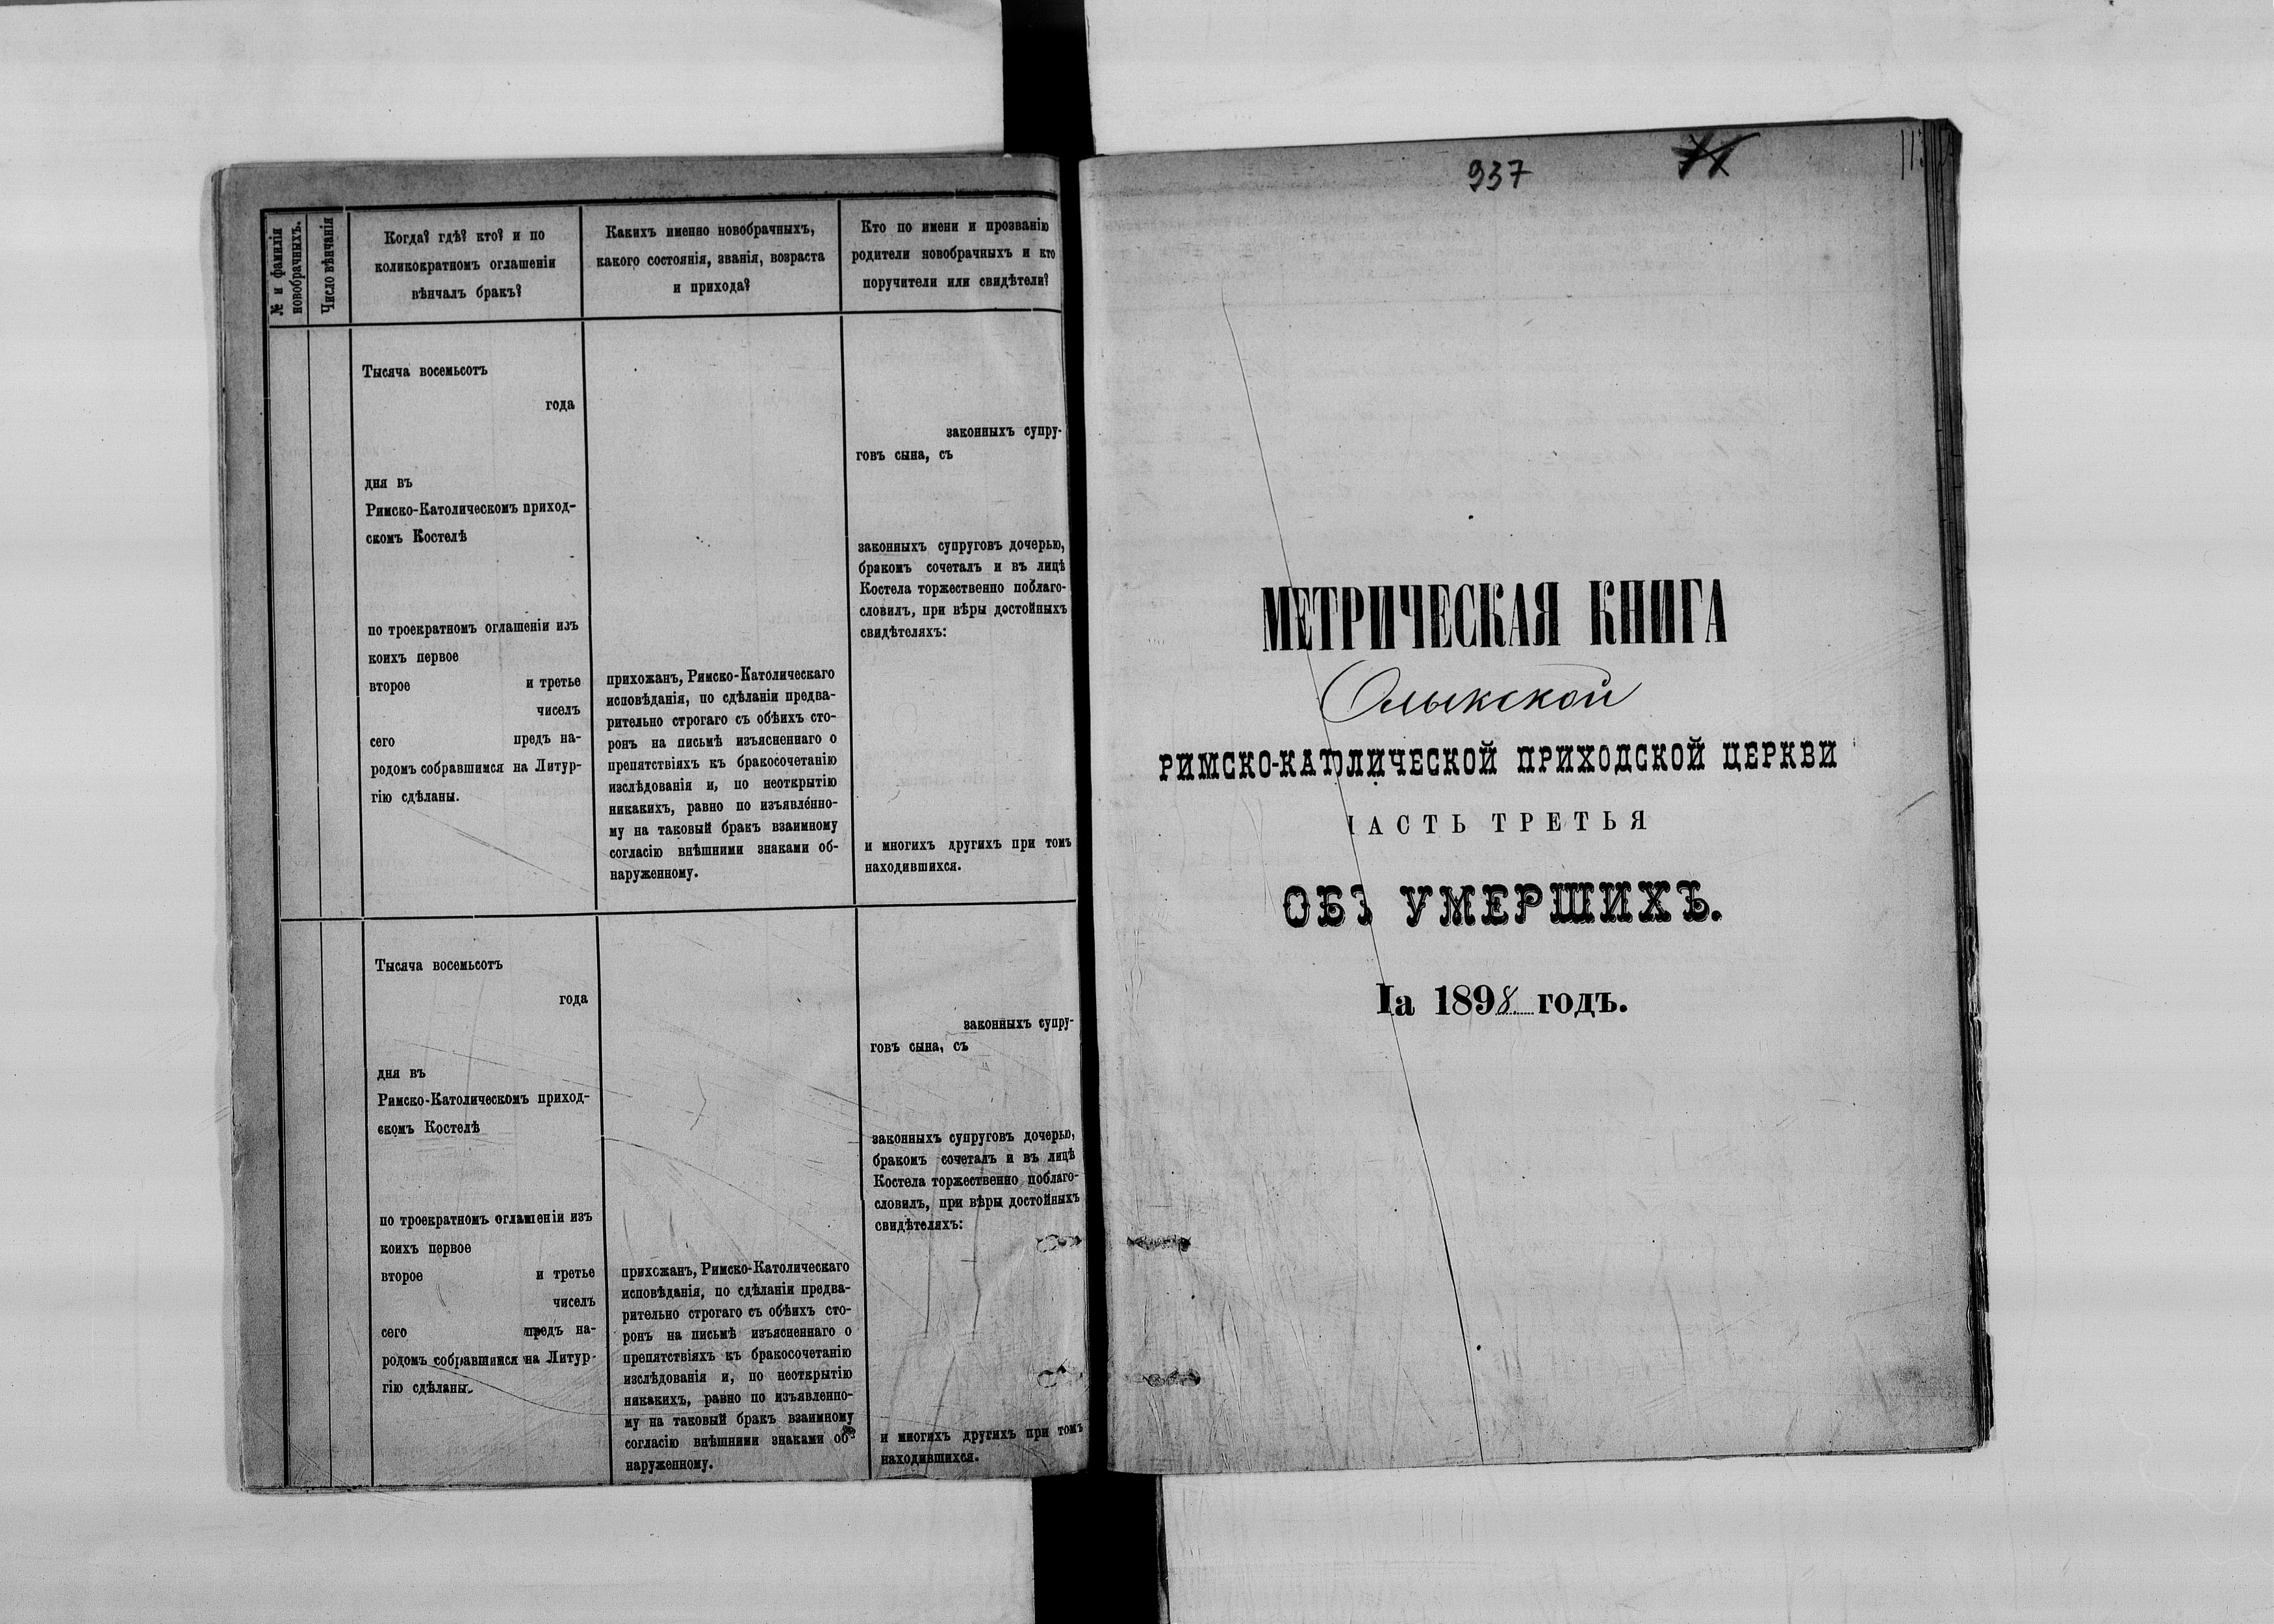 № и фамилія
новобрачныхъ.
Число вѣнчанія
Когда? гдѣ? кто? и по
коликократномъ оглашеніи
вѣнчалъ бракъ?
Какихъ именно новобрачныхъ,
какого состоянія, званія, возраста
и прихода?
Кто по имени и прозванію
родители новобрачныхъ и кто
поручители или свидѣтели?
Тысяча восемьсотъ
года
дня въ
Римско-Католическомъ приход-
скомъ Костелѣ
по троекратномъ оглашеніи изъ
коихъ первое
второе и третье
чиселъ
сего предъ на-
родомъ собравшимся на Литур-
гію сдѣланы.
прихожанъ, Римско-Католическаго
исповѣданія, по сдѣланіи предва-
рительно строгаго съ обѣихъ сто-
ронъ на письмѣ изъясненнаго о
препятствіяхъ къ бракосочетанію
изслѣдованія и, по неоткрытію
никакихъ, равно по изъявленно-
му на таковый бракъ взаимному
согласію внѣшними знаками об-
наруженному.
законныхъ супру-
говъ сына, съ
законныхъ супруговъ дочерью,
бракомъ сочеталъ и въ лицѣ
Костела торжественно поблаго-
словилъ, при вѣры достойныхъ
свидѣтеляхъ:
и многихъ другихъ при томъ
находившихся.
Тысяча восемьсотъ
года
дня въ
Римско-Католическомъ приход-
скомъ Костелѣ
по троекратномъ оглашеніи изъ
коихъ первое
второе и третье
чиселъ
сего предъ на-
родомъ собравшимся на Литур-
гію сдѣланы.
прихожанъ, Римско-Католическаго
исповѣданія, по сдѣланіи предва-
рительно строгаго съ обѣихъ сто-
ронъ на письмѣ изъясненнаго о
препятствіяхъ къ бракосочетанію
изслѣдованія и, по неоткрытію
никакихъ, равно по изъявленно-
му на таковый бракъ взаимному
согласію внѣшними знаками об-
наруженному.
законныхъ супру-
говъ сына, съ
законныхъ супруговъ дочерью,
бракомъ сочеталъ и въ лицѣ
Костела торжественно поблаго-
словилъ, при вѣры достойныхъ
свидѣтеляхъ:
и многихъ другихъ при томъ
находившихся.
937
МЕТРИЧЕСКАЯ КНИГА
Олыкской
РИМСКО-КАТОЛИЧЕСКОЙ ПРИХОДСКОЙ ЦЕРКВИ
ЧАСТЬ ТРЕТЬЯ
ОБЪ УМЕРШИХЪ.
На 1898 годъ.